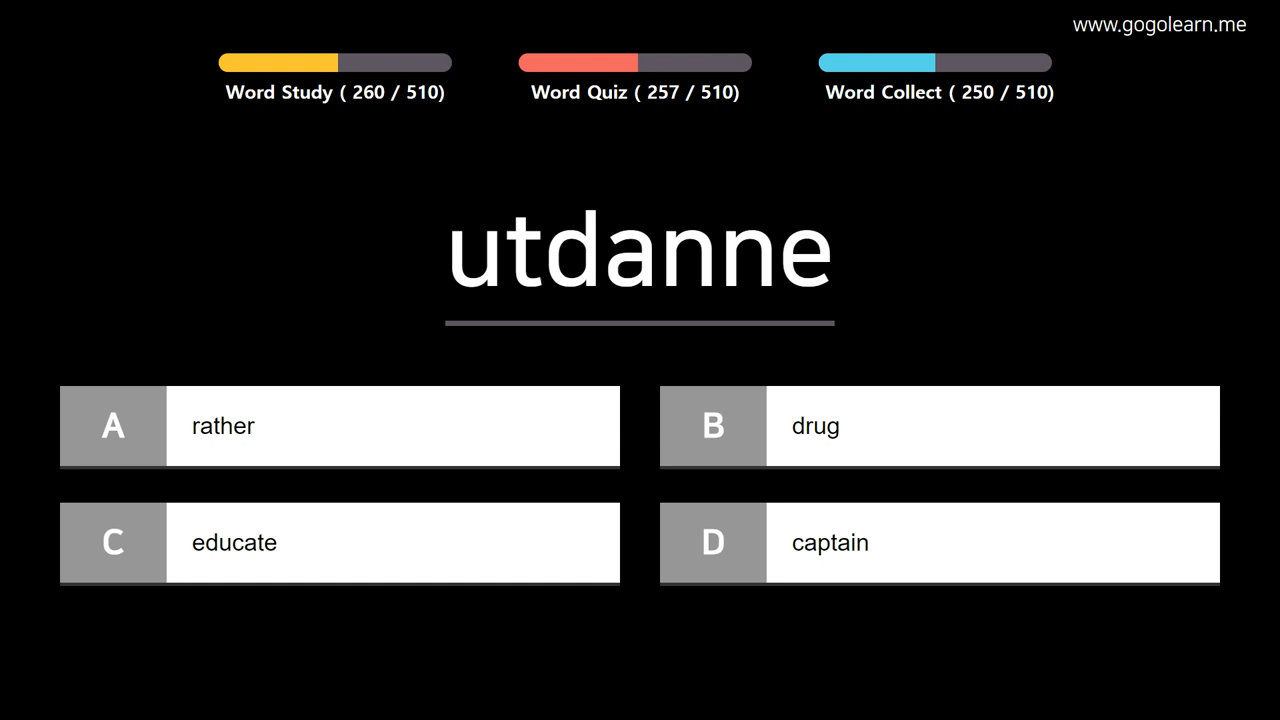 www.gogolearn.me
Word Study ( 260 / 510)
Word Quiz ( 257 / 510)
Word Collect ( 250 / 510)
utdanne
A rather
B drug
C educate
D captain